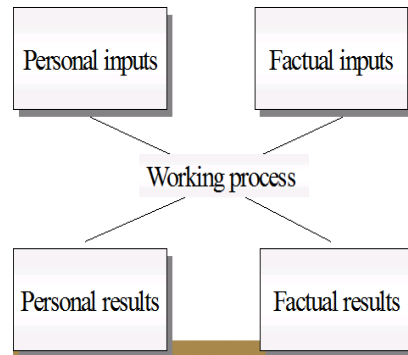 Personal inputs
Factual inputs
Working process
Personal results
Factual results